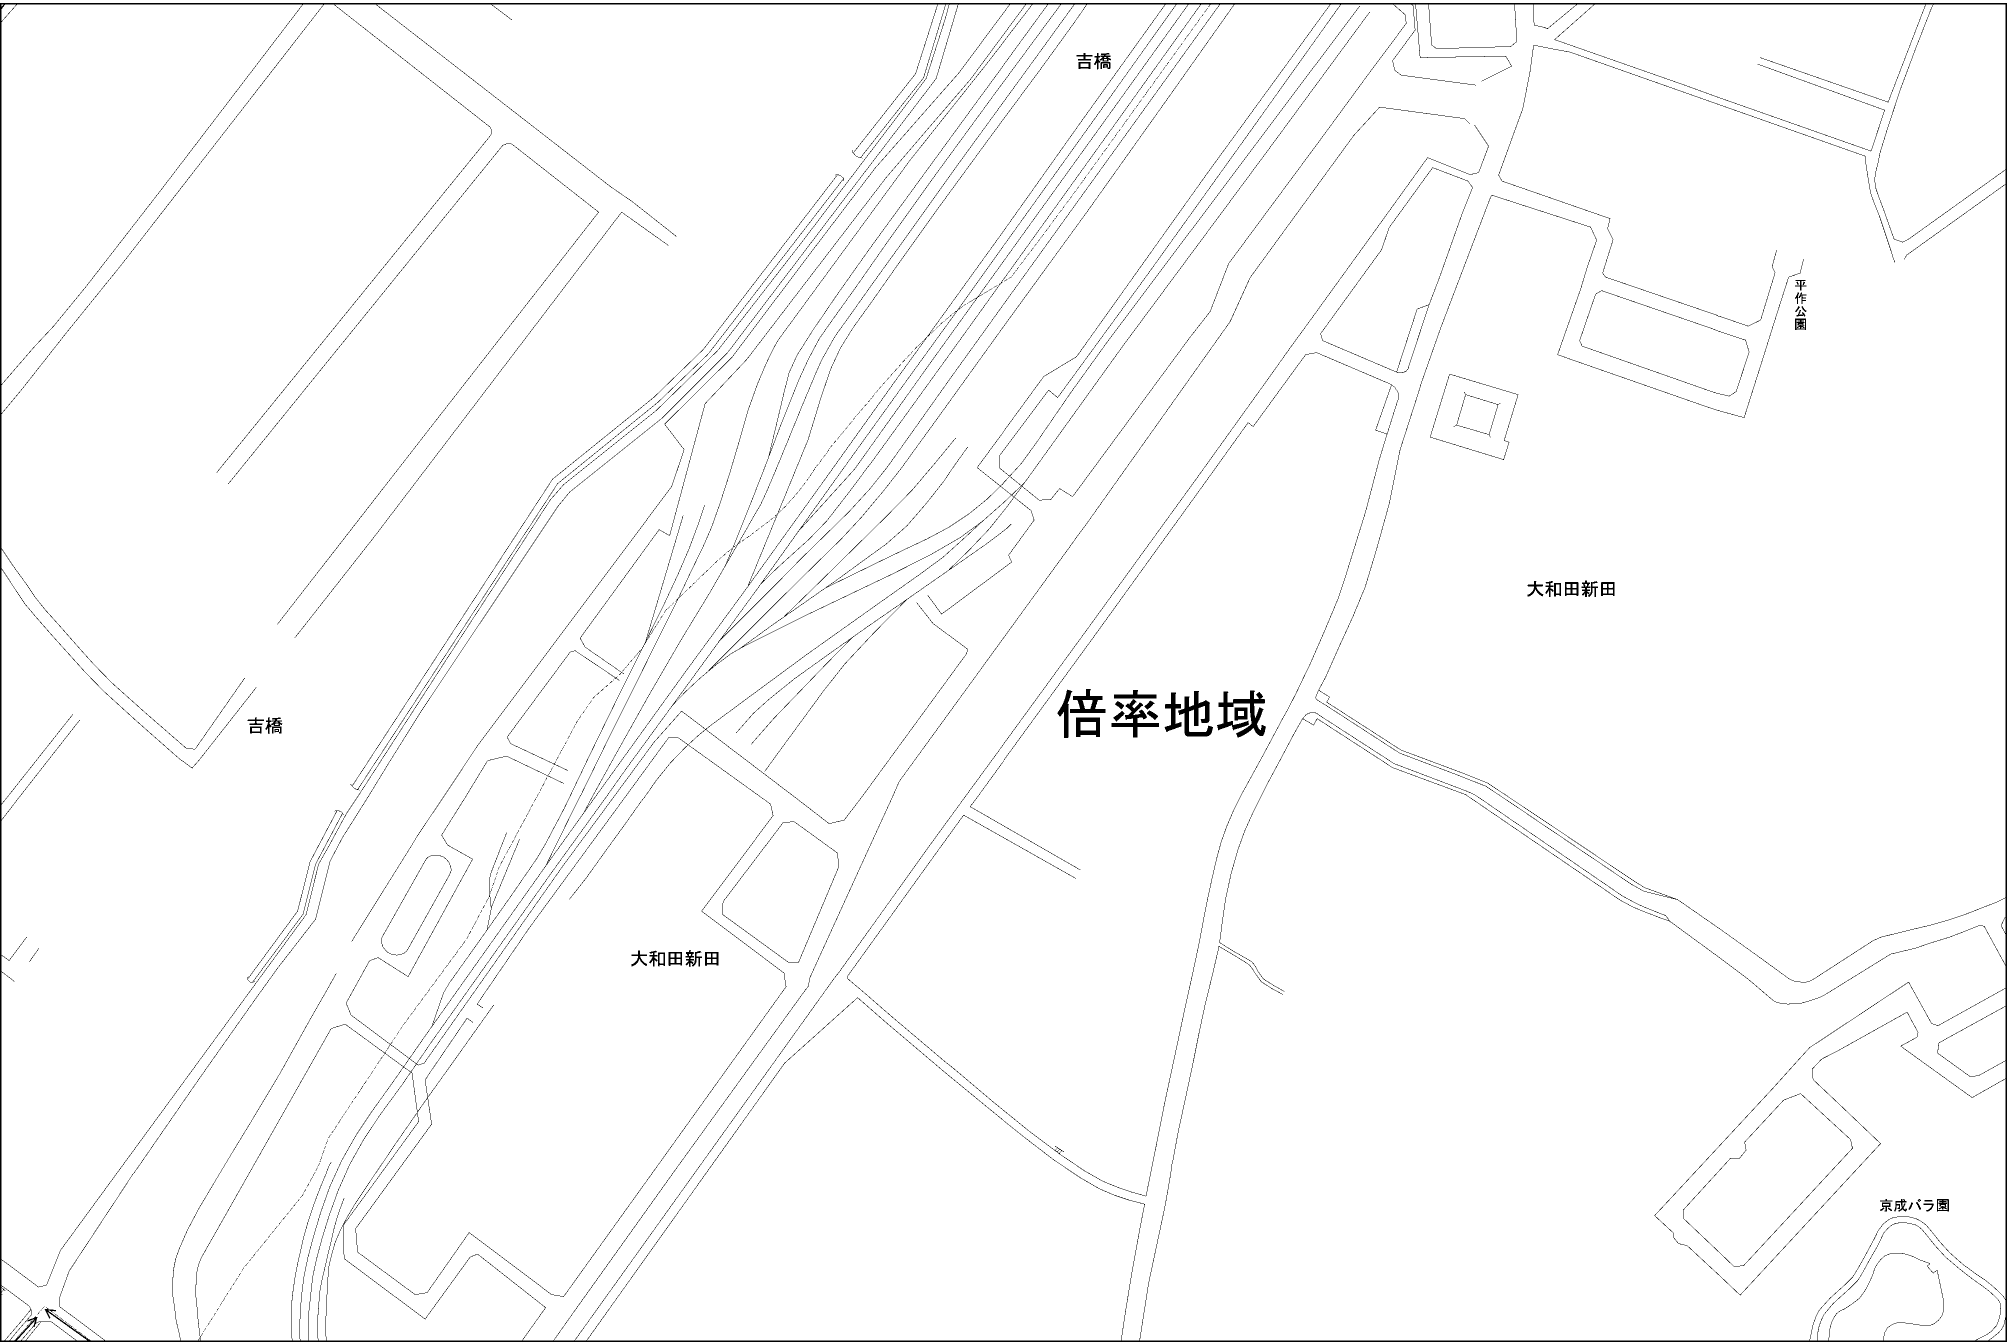 吉橋
平作公園
大和田新田
倍率地域
吉橋
大和田新田
京成バラ園